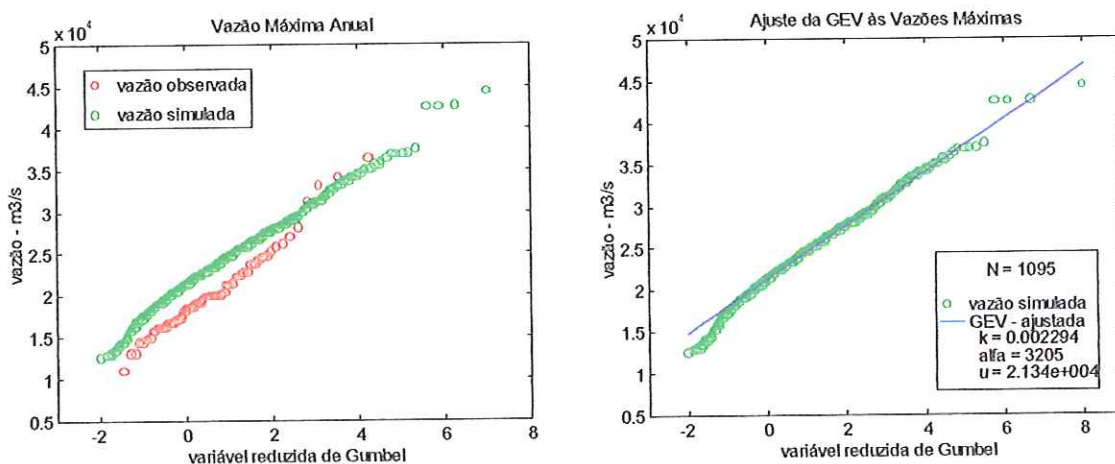 Vazão Máxima Anual
x 10^4
5
4.5
4
3.5
3
2.5
2
1.5
1
0.5
vazão - m3/s
vazão observada
vazão simulada
-2 0 2 4 6 8
variável reduzida de Gumbel
Ajuste da GEV às Vazões Máximas
x 10^4
5
4.5
4
3.5
3
2.5
2
1.5
1
0.5
vazão - m3/s
N = 1095
vazão simulada
GEV - ajustada
k = 0.002294
alfa = 3205
u = 2.134e+004
-2 0 2 4 6 8
variável reduzida de Gumbel